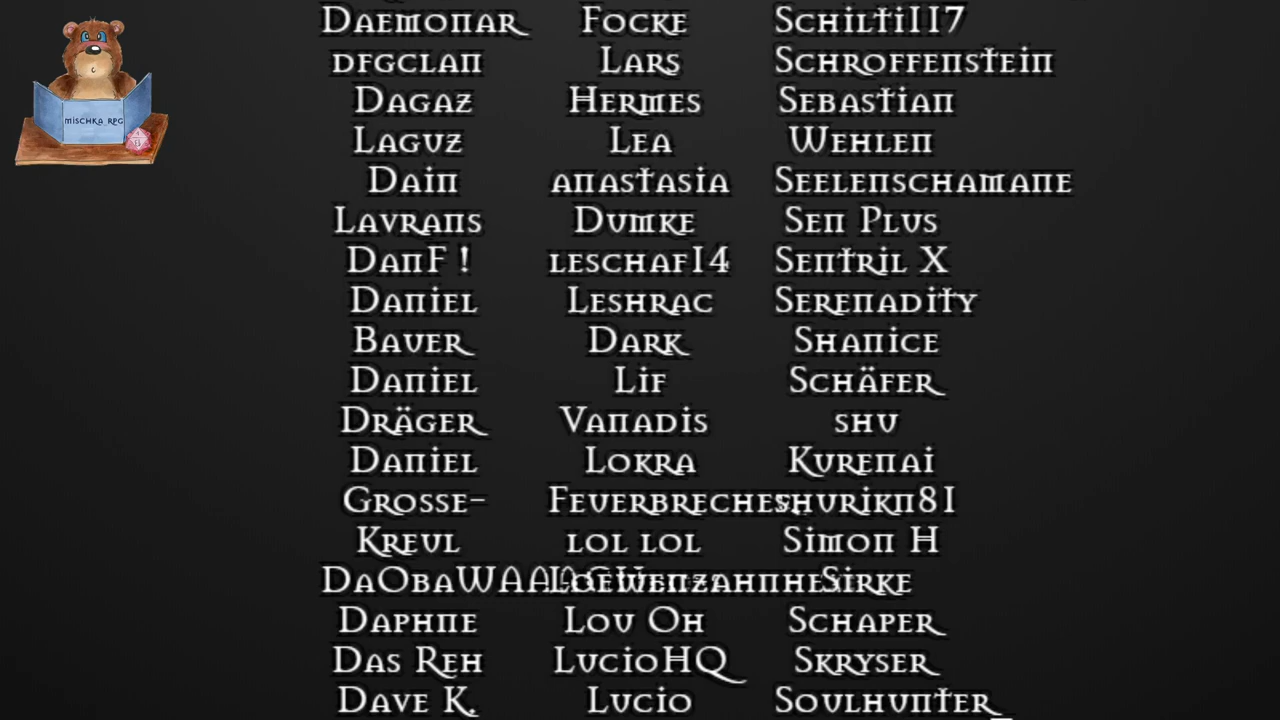 mischka rpg
Daemonar Focke Schilti117
dfgclan Lars Schroffenstein
Dagaz Hermes Sebastian
Laguz Lea Wehlen
Dain anastasia Seelenschamane
Lavrans Dumke Sen Plus
DanF ! leschaf14 Sentril X
Daniel Leshrac Serenadity
Bauer Dark Shanice
Daniel Lif Schäfer
Dräger Vanadis shu
Daniel Lokra Kurenai
Grosse- shurikn81
Kreul lol lol Simon H
Sirke
Daphne Lou Oh Schaper
Das Reh LucioHQ Skryser
Dave K. Lucio Soulhunter